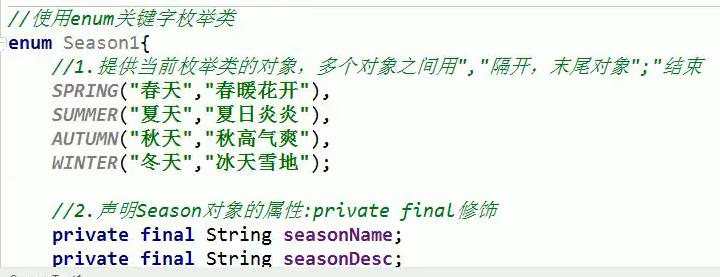 //使用enum关键字枚举类
enum Season1{
//1.提供当前枚举类的对象，多个对象之间用","隔开，末尾对象";"结束
SPRING("春天","春暖花开"),
SUMMER("夏天","夏日炎炎"),
AUTUMN("秋天","秋高气爽"),
WINTER("冬天","冰天雪地");
//2.声明Season对象的属性:private final修饰
private final String seasonName;
private final String seasonDesc;